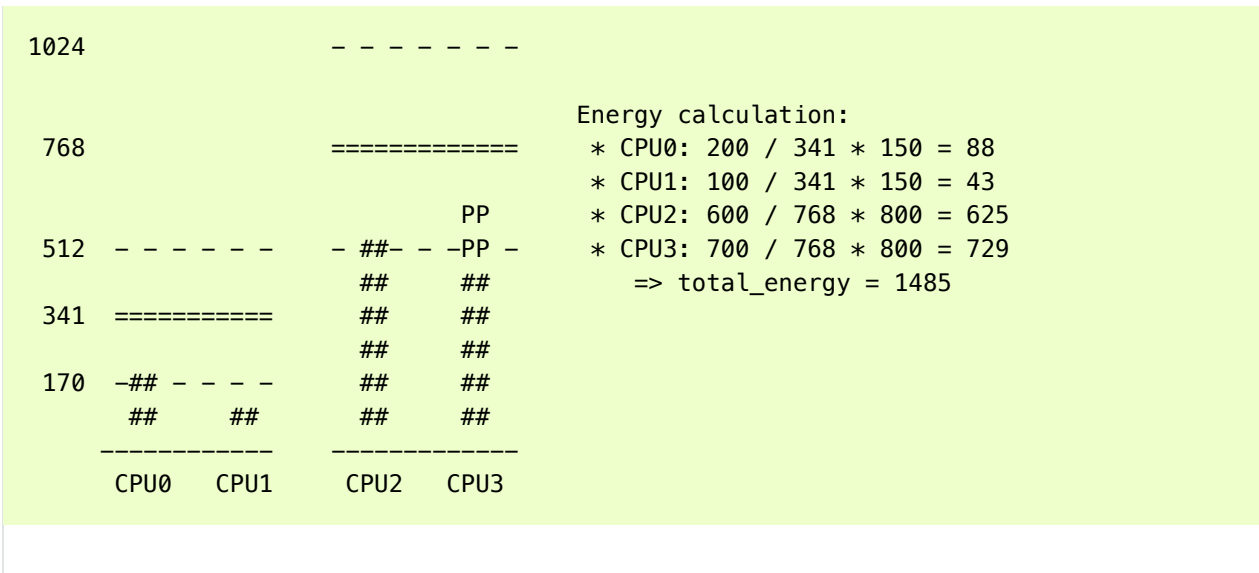 1024                 - - - - - - -

                                      Energy calculation:
 768                 =============     * CPU0: 200 / 341 * 150 = 88
                                       * CPU1: 100 / 341 * 150 = 43
                              PP       * CPU2: 600 / 768 * 800 = 625
 512  - - - - - -    - ##- - -PP -     * CPU3: 700 / 768 * 800 = 729
                       ##     ##          => total_energy = 1485
 341  ===========      ##     ##
                       ##     ##
 170  -## - - - -      ##     ##
       ##     ##       ##     ##
     ------------    -------------
      CPU0   CPU1     CPU2   CPU3